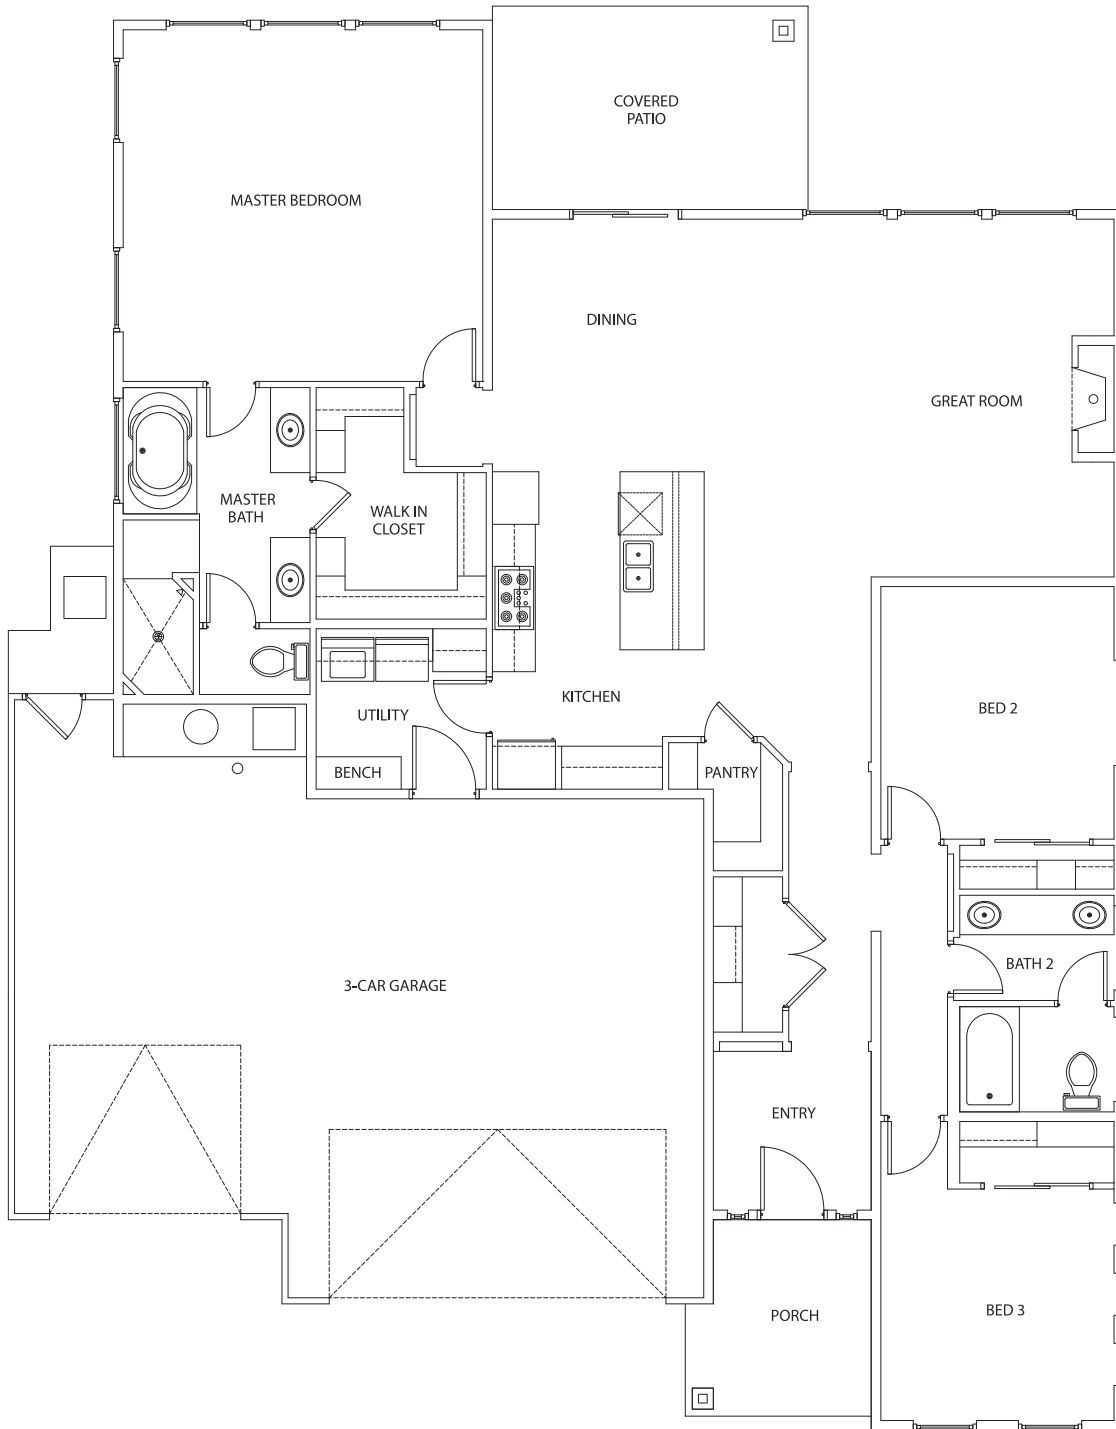 COVERED
PATIO
MASTER BEDROOM
DINING
GREAT ROOM
MASTER
BATH
WALK IN
CLOSET
KITCHEN
BED 2
UTILITY
BENCH
PANTRY
BATH 2
3-CAR GARAGE
ENTRY
PORCH
BED 3